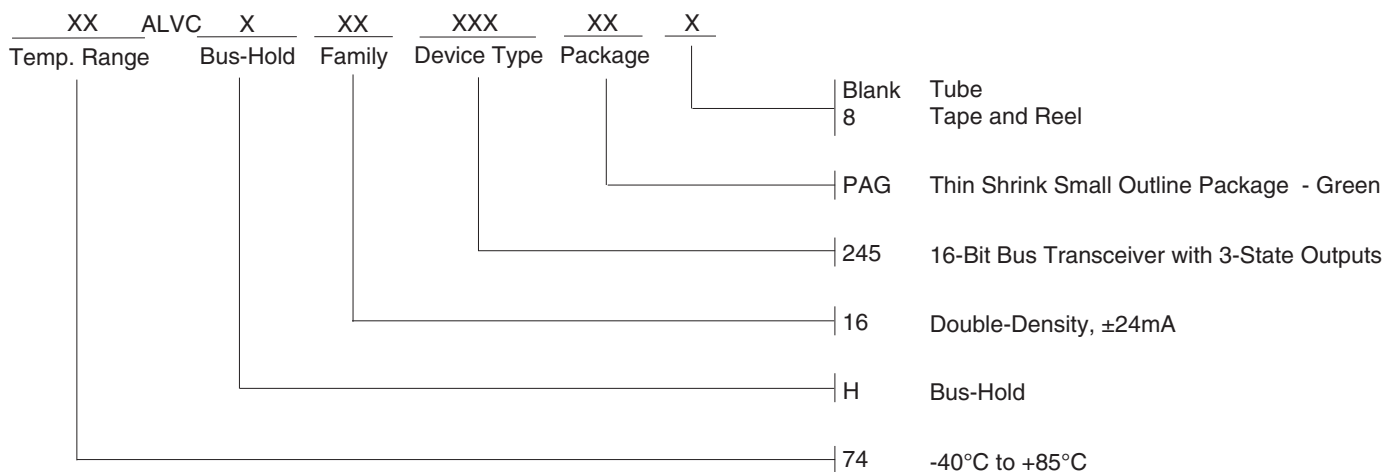 XX ALVC X XX XXX XX X
Temp. Range Bus-Hold Family Device Type Package
Blank Tube
8 Tape and Reel
PAG Thin Shrink Small Outline Package - Green
245 16-Bit Bus Transceiver with 3-State Outputs
16 Double-Density, ±24mA
H Bus-Hold
74 -40°C to +85°C